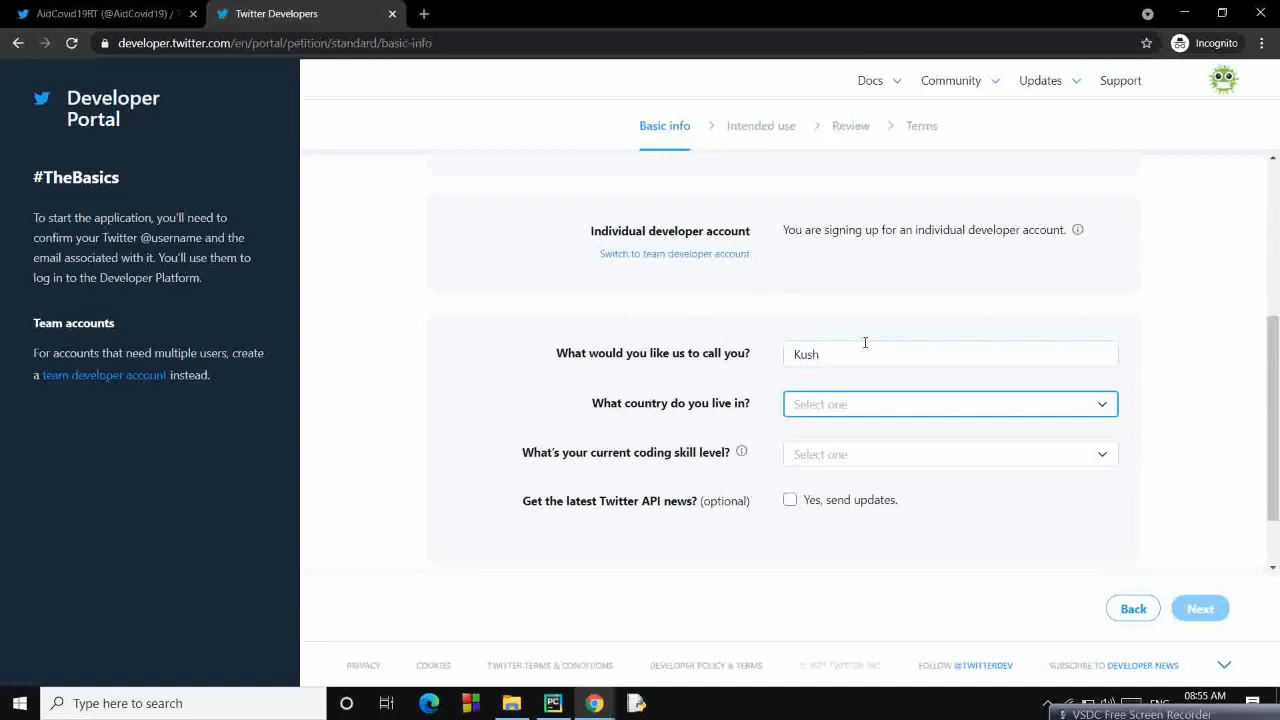 AidCovid19RT (@AidCovid19) / T
Twitter Developers
developer.twitter.com/en/portal/petition/standard/basic-info
Incognito
Developer
Portal
Docs
Community
Updates
Support
Basic info
Intended use
Review
Terms
#TheBasics
To start the application, you'll need to
confirm your Twitter @username and the
email associated with it. You'll use them to
log in to the Developer Platform.
Team accounts
For accounts that need multiple users, create
a team developer account instead.
Individual developer account
You are signing up for an individual developer account.
Switch to team developer account.
What would you like us to call you?
Kush
What country do you live in?
Select one
What's your current coding skill level?
Select one
Get the latest Twitter API news? (optional)
Yes, send updates.
Back
Next
PRIVACY
COOKIES
TWITTER TERMS & CONDITIONS
DEVELOPER POLICY & TERMS
FOLLOW @TWITTERDEV
SUBSCRIBE TO DEVELOPER NEWS
Type here to search
08:55 AM
VSDC Free Screen Recorder